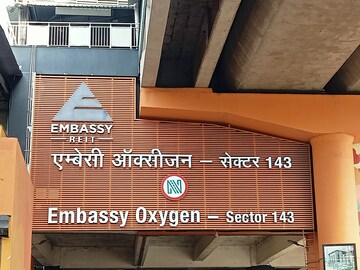 EMBASSY
REIT
एम्बेसी ऑक्सीजन – सेक्टर 143
Embassy Oxygen – Sector 143